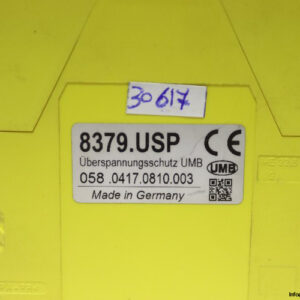 30617
8379.USP CE
Überspannungsschutz UMB
UMB
058 .0417.0810.003
Made in Germany